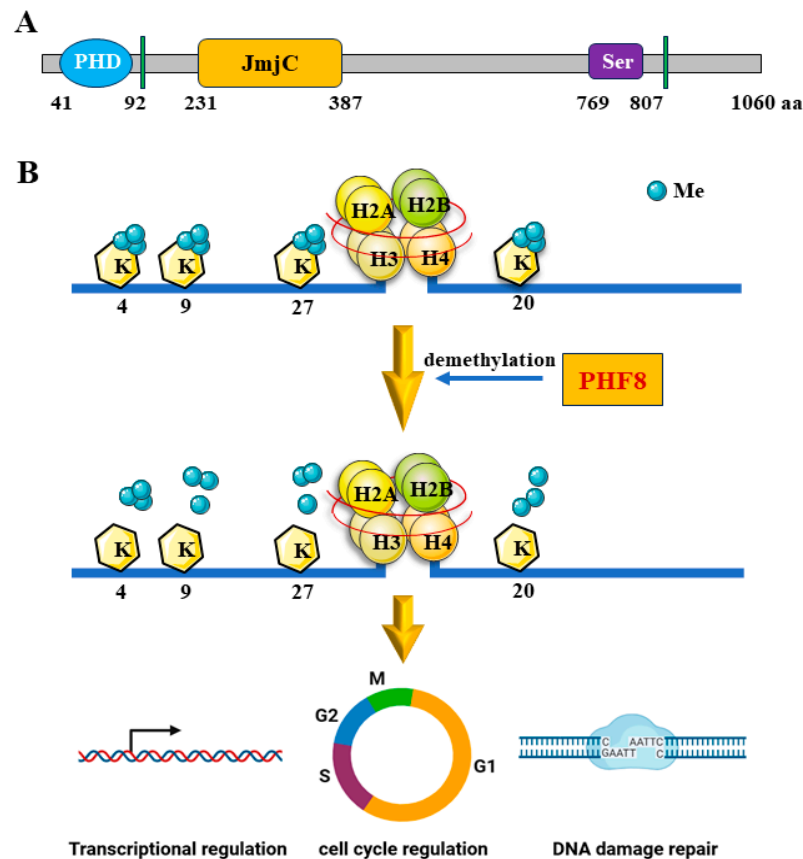 A
PHD
JmjC
Ser
41 92 231 387 769 807 1060 aa
B
Me
H2A H2B
H3 H4
K K K K
4 9 27 20
demethylation
PHF8
H2A H2B
H3 H4
K K K K
4 9 27 20
M
G2
S
G1
C AATTC
GAATT C
Transcriptional regulation cell cycle regulation DNA damage repair